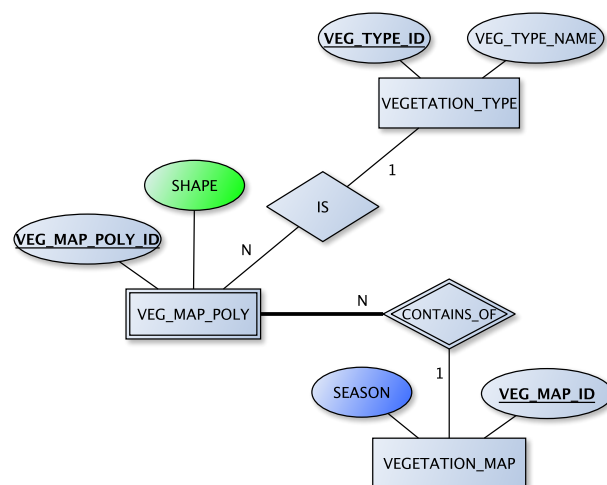 VEG_TYPE_ID
VEG_TYPE_NAME
VEGETATION_TYPE
1
SHAPE
IS
VEG_MAP_POLY_ID
N
VEG_MAP_POLY
N
CONTAINS_OF
1
SEASON
VEG_MAP_ID
VEGETATION_MAP